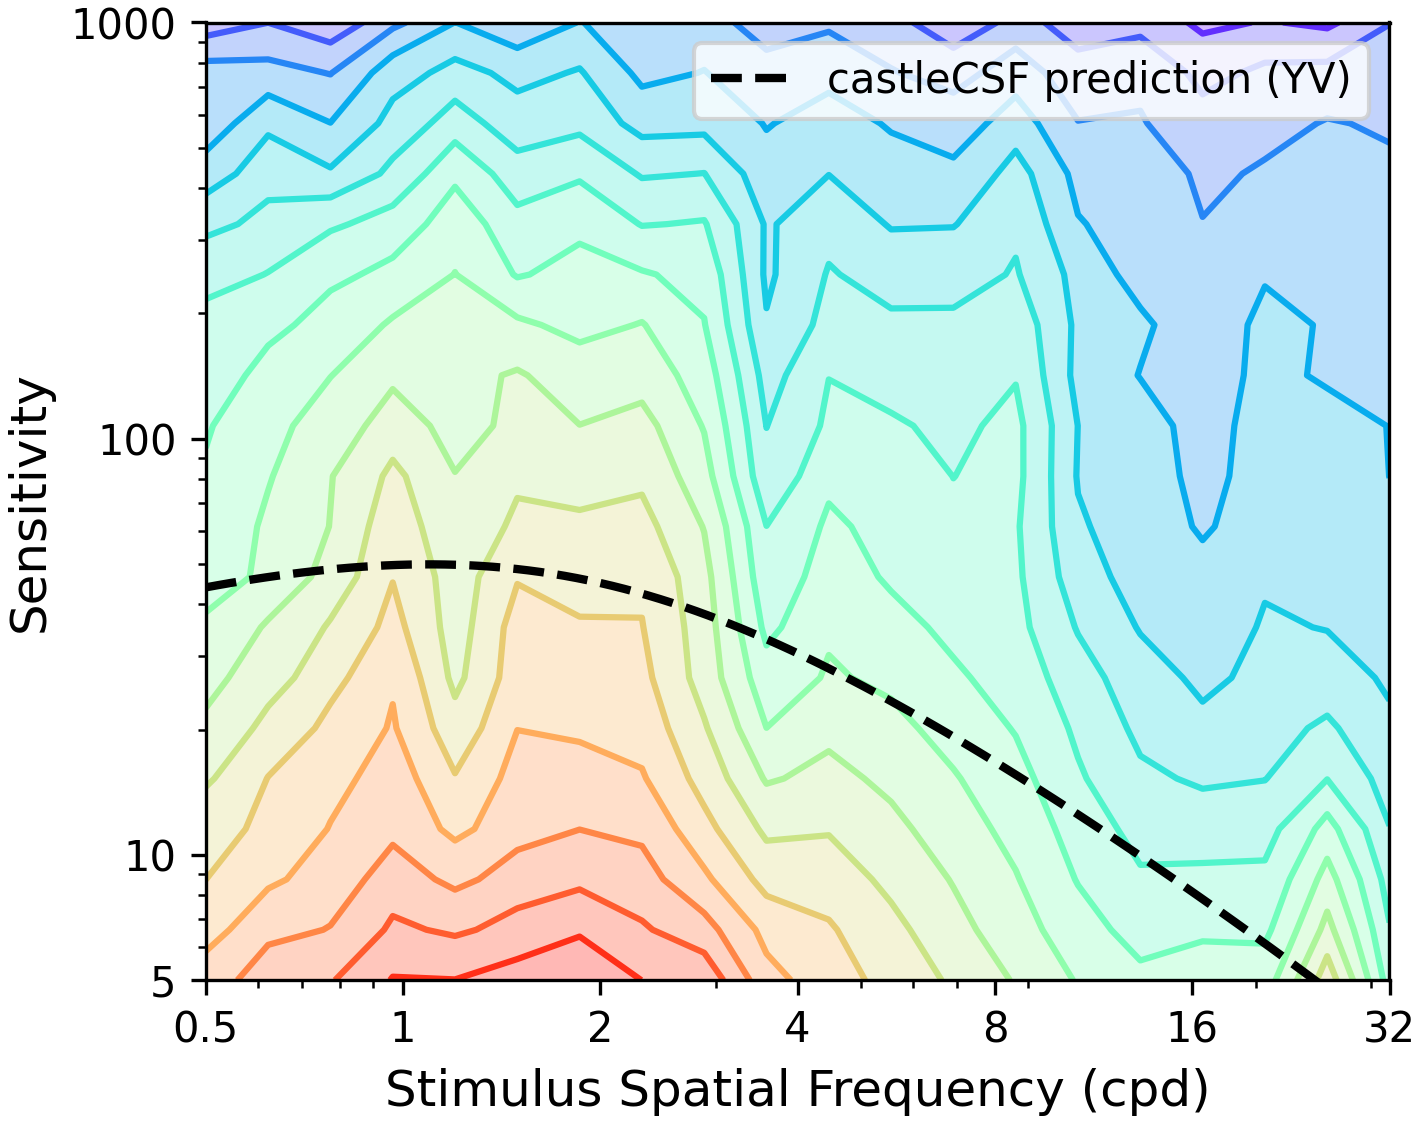 1000
castleCSF prediction (YV)
Sensitivity
100
10
5
0.5 1 2 4 8 16 32
Stimulus Spatial Frequency (cpd)